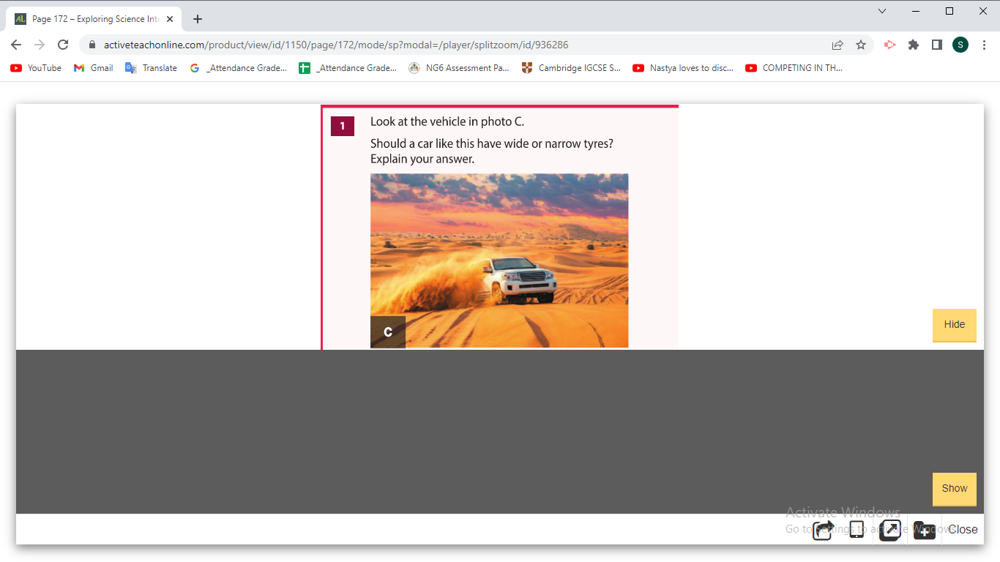 Page 172 – Exploring Science Inte
activeteachonline.com/product/view/id/1150/page/172/mode/sp?modal=/player/splitzoom/id/936286
S
YouTube
Gmail
Translate
_Attendance Grade...
_Attendance Grade...
NG6 Assessment Pa...
Cambridge IGCSE S...
Nastya loves to disc...
COMPETING IN TH...
1
Look at the vehicle in photo C.
Should a car like this have wide or narrow tyres?
Explain your answer.
C
Hide
Show
Activate Windows
Go to Settings to activate Windows.
Close